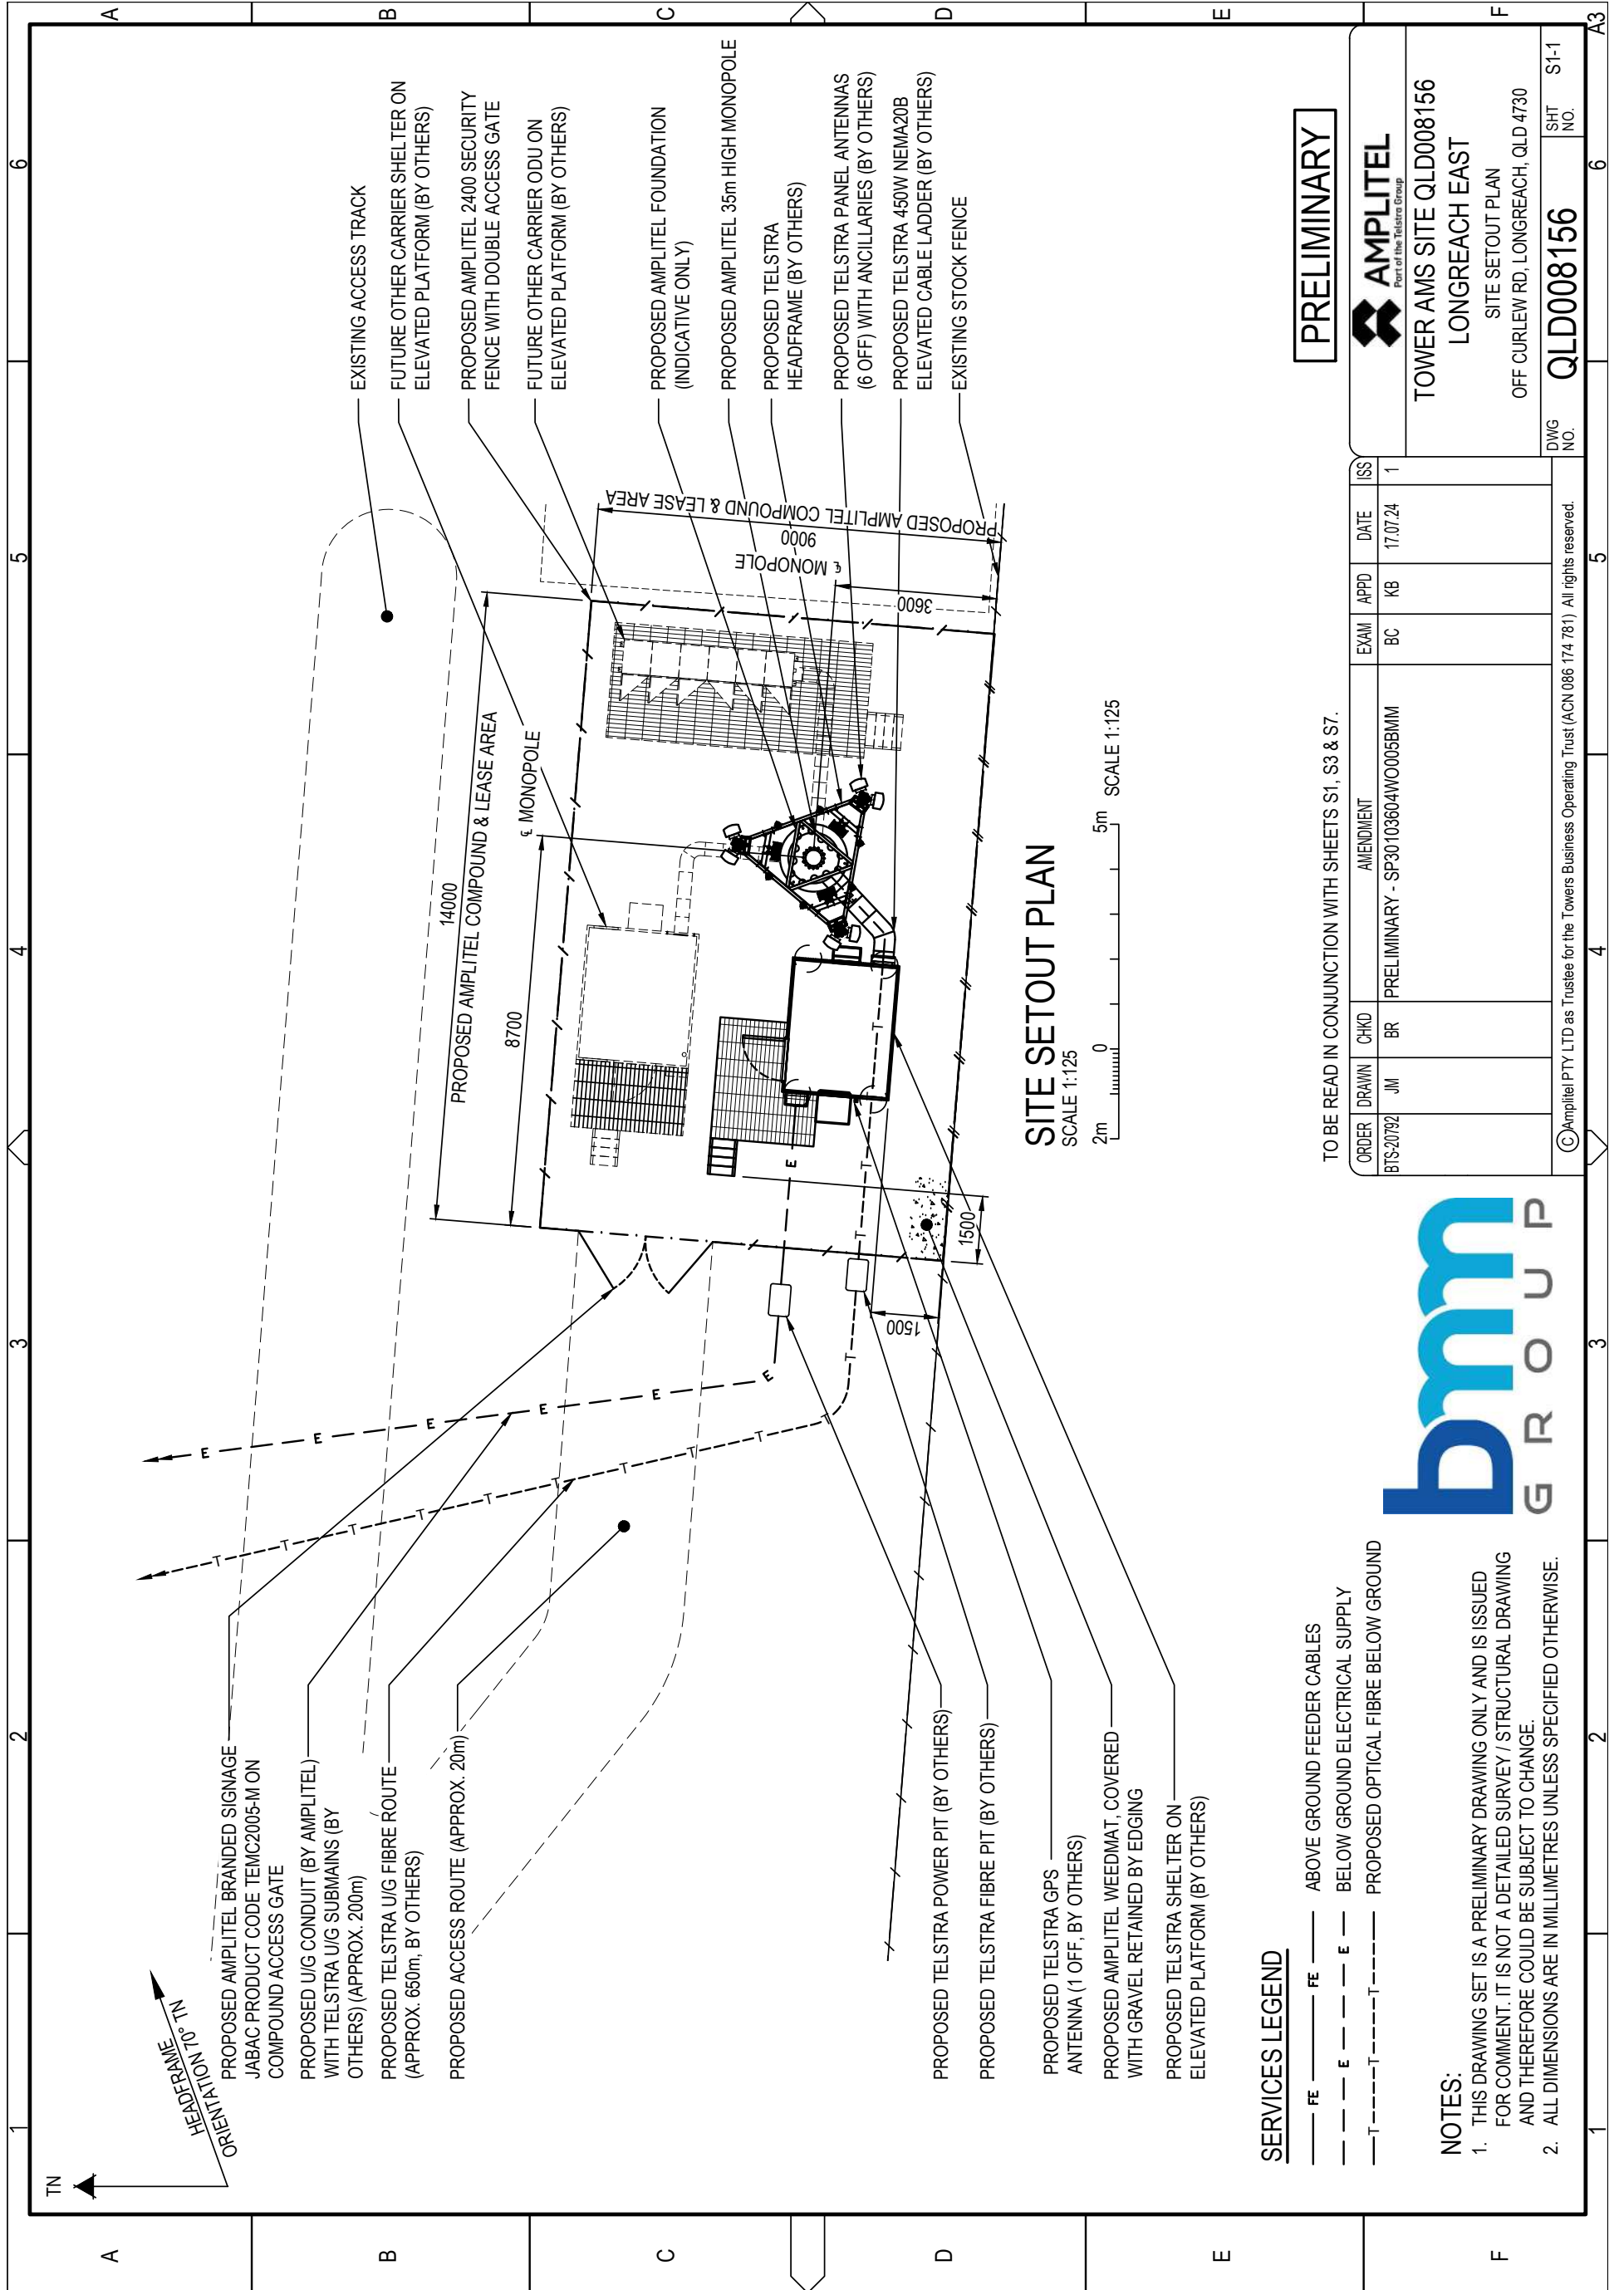 1
2
3
4
5
6
A
B
C
D
E
F
TN
HEADFRAME
ORIENTATION 70° TN
PROPOSED AMPLITEL BRANDED SIGNAGE
JABAC PRODUCT CODE TEMC2005-M ON
COMPOUND ACCESS GATE
PROPOSED U/G CONDUIT (BY AMPLITEL)
WITH TELSTRA U/G SUBMAINS (BY
OTHERS) (APPROX. 200m)
PROPOSED TELSTRA U/G FIBRE ROUTE
(APPROX. 650m, BY OTHERS)
PROPOSED ACCESS ROUTE (APPROX. 20m)
PROPOSED TELSTRA POWER PIT (BY OTHERS)
PROPOSED TELSTRA FIBRE PIT (BY OTHERS)
PROPOSED TELSTRA GPS
ANTENNA (1 OFF, BY OTHERS)
PROPOSED AMPLITEL WEEDMAT, COVERED
WITH GRAVEL RETAINED BY EDGING
PROPOSED TELSTRA SHELTER ON
ELEVATED PLATFORM (BY OTHERS)
E
E
E
E
E
E
T
T
T
T
T
T
T
T
T
T
T
T
14000
PROPOSED AMPLITEL COMPOUND & LEASE AREA
8700
℄ MONOPOLE
1500
1500
3600
℄ MONOPOLE
9000
PROPOSED AMPLITEL COMPOUND & LEASE AREA
EXISTING ACCESS TRACK
FUTURE OTHER CARRIER SHELTER ON
ELEVATED PLATFORM (BY OTHERS)
PROPOSED AMPLITEL 2400 SECURITY
FENCE WITH DOUBLE ACCESS GATE
FUTURE OTHER CARRIER ODU ON
ELEVATED PLATFORM (BY OTHERS)
PROPOSED AMPLITEL FOUNDATION
(INDICATIVE ONLY)
PROPOSED AMPLITEL 35m HIGH MONOPOLE
PROPOSED TELSTRA
HEADFRAME (BY OTHERS)
PROPOSED TELSTRA PANEL ANTENNAS
(6 OFF) WITH ANCILLARIES (BY OTHERS)
PROPOSED TELSTRA 450W NEMA20B
ELEVATED CABLE LADDER (BY OTHERS)
EXISTING STOCK FENCE
SITE SETOUT PLAN
SCALE 1:125
2m 0 5m SCALE 1:125
SERVICES LEGEND
FE FE ABOVE GROUND FEEDER CABLES
E E BELOW GROUND ELECTRICAL SUPPLY
T T T PROPOSED OPTICAL FIBRE BELOW GROUND
NOTES:
1. THIS DRAWING SET IS A PRELIMINARY DRAWING ONLY AND IS ISSUED
FOR COMMENT. IT IS NOT A DETAILED SURVEY / STRUCTURAL DRAWING
AND THEREFORE COULD BE SUBJECT TO CHANGE.
2. ALL DIMENSIONS ARE IN MILLIMETRES UNLESS SPECIFIED OTHERWISE.
bmm
GROUP
TO BE READ IN CONJUNCTION WITH SHEETS S1, S3 & S7.
ORDER DRAWN CHKD AMENDMENT EXAM APPD DATE ISS
BTS-20792 JM BR PRELIMINARY - SP30103604WO005BMM BC KB 17.07.24 1
© Amplitel PTY LTD as Trustee for the Towers Business Operating Trust (ACN 086 174 781) All rights reserved.
PRELIMINARY
AMPLITEL
Part of the Telstra Group
TOWER AMS SITE QLD008156
LONGREACH EAST
SITE SETOUT PLAN
OFF CURLEW RD, LONGREACH, QLD 4730
DWG NO. QLD008156 SHT NO. S1-1
1
2
3
4
5
6
A3
A
B
C
D
E
F